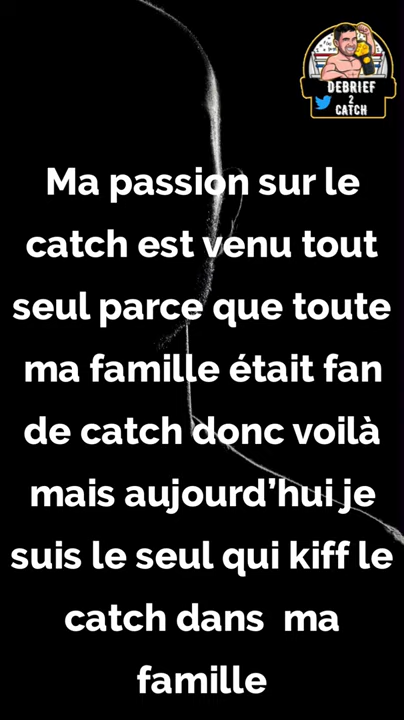 DEBRIEF
2
CATCH
Ma passion sur le
catch est venu tout
seul parce que toute
ma famille était fan
de catch donc voilà
mais aujourd’hui je
suis le seul qui kiff le
catch dans  ma
famille